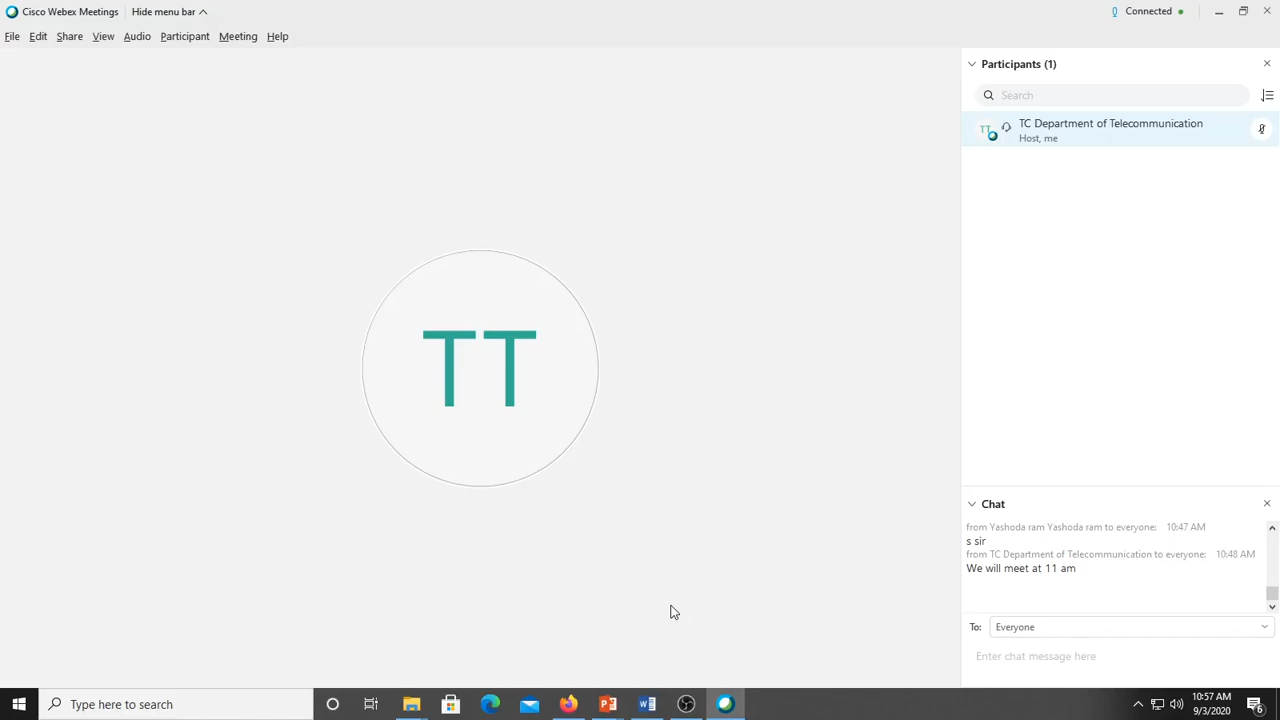 Cisco Webex Meetings
Hide menu bar
Connected
File Edit Share View Audio Participant Meeting Help
Participants (1)
Search
TT
TC Department of Telecommunication
Host, me
TT
Chat
from Yashoda ram Yashoda ram to everyone: 10:47 AM
s sir
from TC Department of Telecommunication to everyone: 10:48 AM
We will meet at 11 am
To: Everyone
Enter chat message here
Type here to search
10:57 AM
9/3/2020
6